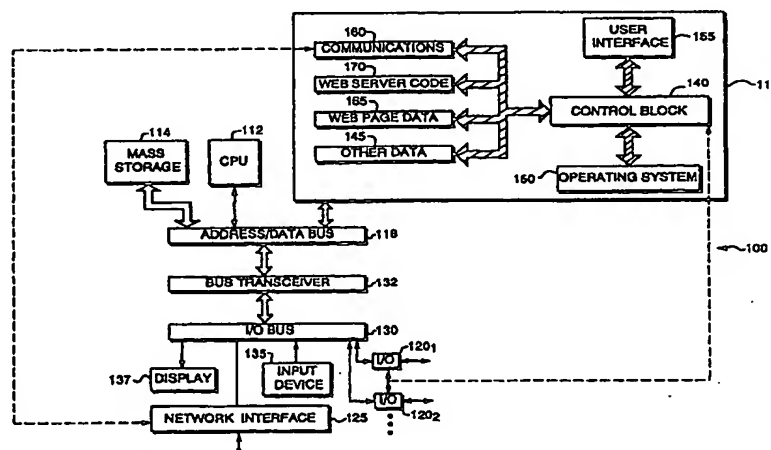 160
COMMUNICATIONS
170
WEB SERVER CODE
165
WEB PAGE DATA
145
OTHER DATA
USER
INTERFACE
155
140
CONTROL BLOCK
150
OPERATING SYSTEM
11
114
MASS
STORAGE
112
CPU
ADDRESS/DATA BUS
118
BUS TRANSCEIVER
132
I/O BUS
130
100
135
INPUT
DEVICE
137
DISPLAY
I/O
120₁
I/O
120₂
NETWORK INTERFACE
125